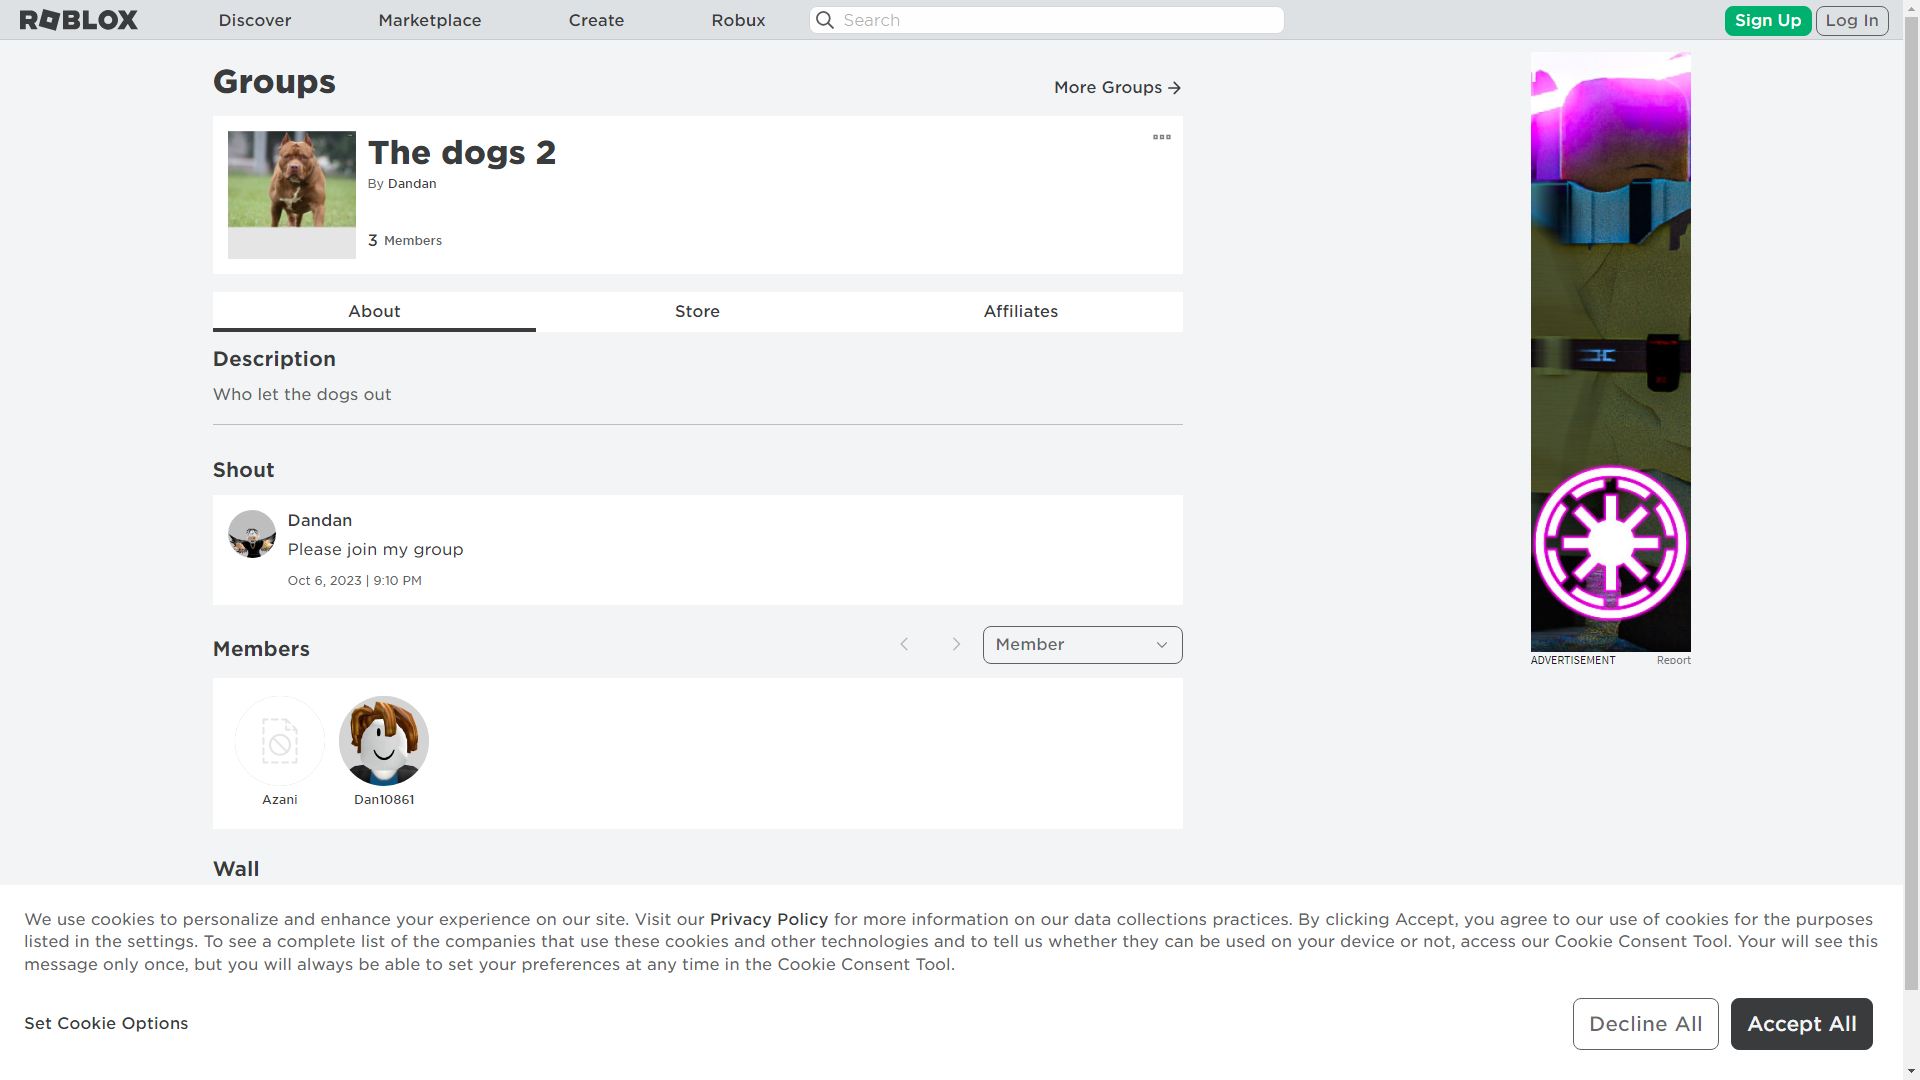 ROBLOX
Discover
Marketplace
Create
Robux
Search
Sign Up
Log In
Groups
More Groups
The dogs 2
By Dandan
3 Members
About
Store
Affiliates
Description
Who let the dogs out
Shout
Dandan
Please join my group
Oct 6, 2023 | 9:10 PM
Members
Member
Azani
Dan10861
ADVERTISEMENT
Report
Wall
We use cookies to personalize and enhance your experience on our site. Visit our Privacy Policy for more information on our data collections practices. By clicking Accept, you agree to our use of cookies for the purposes
listed in the settings. To see a complete list of the companies that use these cookies and other technologies and to tell us whether they can be used on your device or not, access our Cookie Consent Tool. Your will see this
message only once, but you will always be able to set your preferences at any time in the Cookie Consent Tool.
Set Cookie Options
Decline All
Accept All